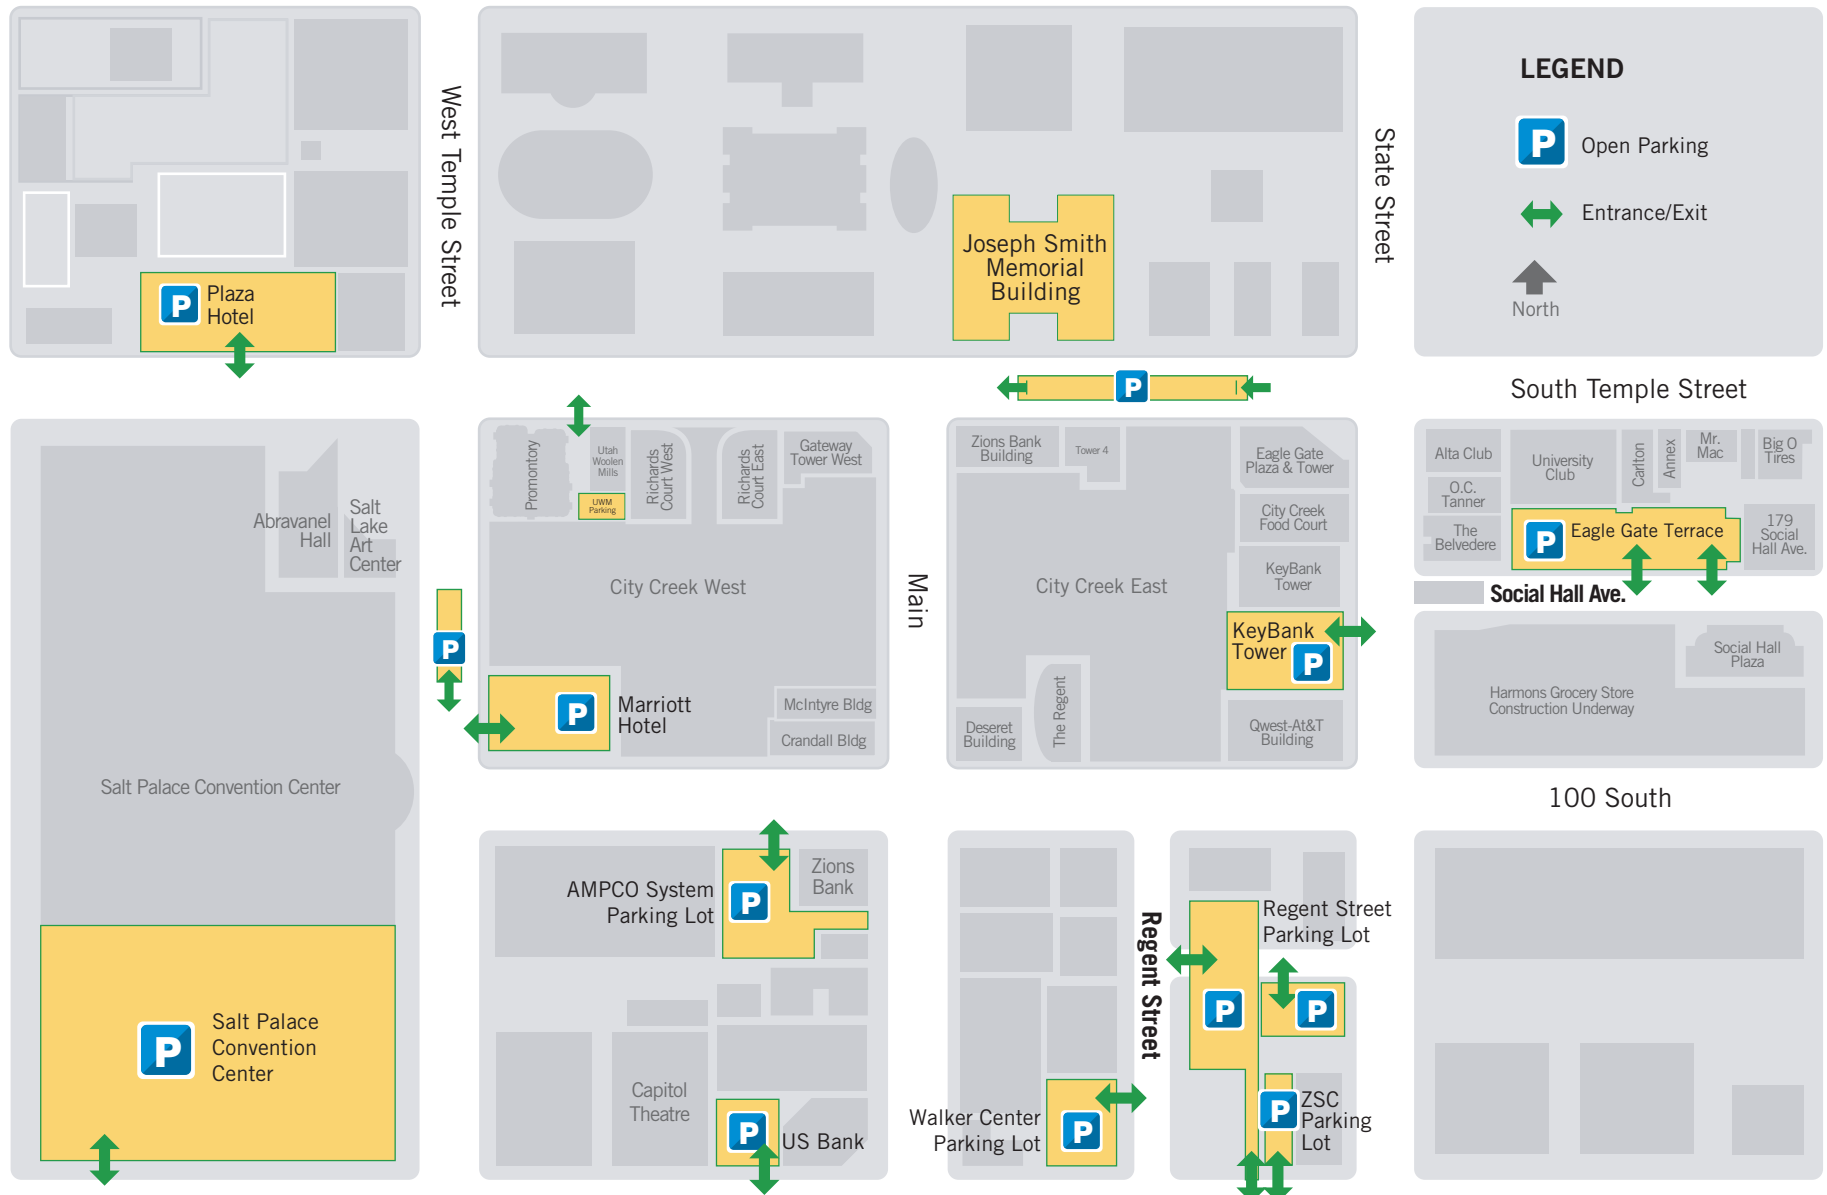 LEGEND
P
Open Parking
Entrance/Exit
North
West Temple Street
State Street
Joseph Smith
Memorial
Building
P
Plaza
Hotel
P
South Temple Street
Promontory
Utah
Woolen
Mills
UWM
Parking
Richards
Court West
Richards
Court East
Gateway
Tower West
City Creek West
P
P
Marriott
Hotel
McIntyre Bldg
Crandall Bldg
Main
Zions Bank
Building
Tower 4
Eagle Gate
Plaza & Tower
City Creek
Food Court
KeyBank
Tower
City Creek East
KeyBank
Tower
P
Deseret
Building
The Regent
Qwest-At&T
Building
Alta Club
O.C.
Tanner
The
Belvedere
University
Club
Carlton
Annex
Mr.
Mac
Big O
Tires
P
Eagle Gate Terrace
179
Social
Hall Ave.
Social Hall Ave.
Social Hall
Plaza
Harmons Grocery Store
Construction Underway
100 South
Abravanel
Hall
Salt
Lake
Art
Center
Salt Palace Convention Center
P
Salt Palace
Convention
Center
AMPCO System
Parking Lot
P
Zions
Bank
Capitol
Theatre
P
US Bank
Regent Street
Walker Center
Parking Lot
P
Regent Street
Parking Lot
P
P
P
ZSC
Parking
Lot